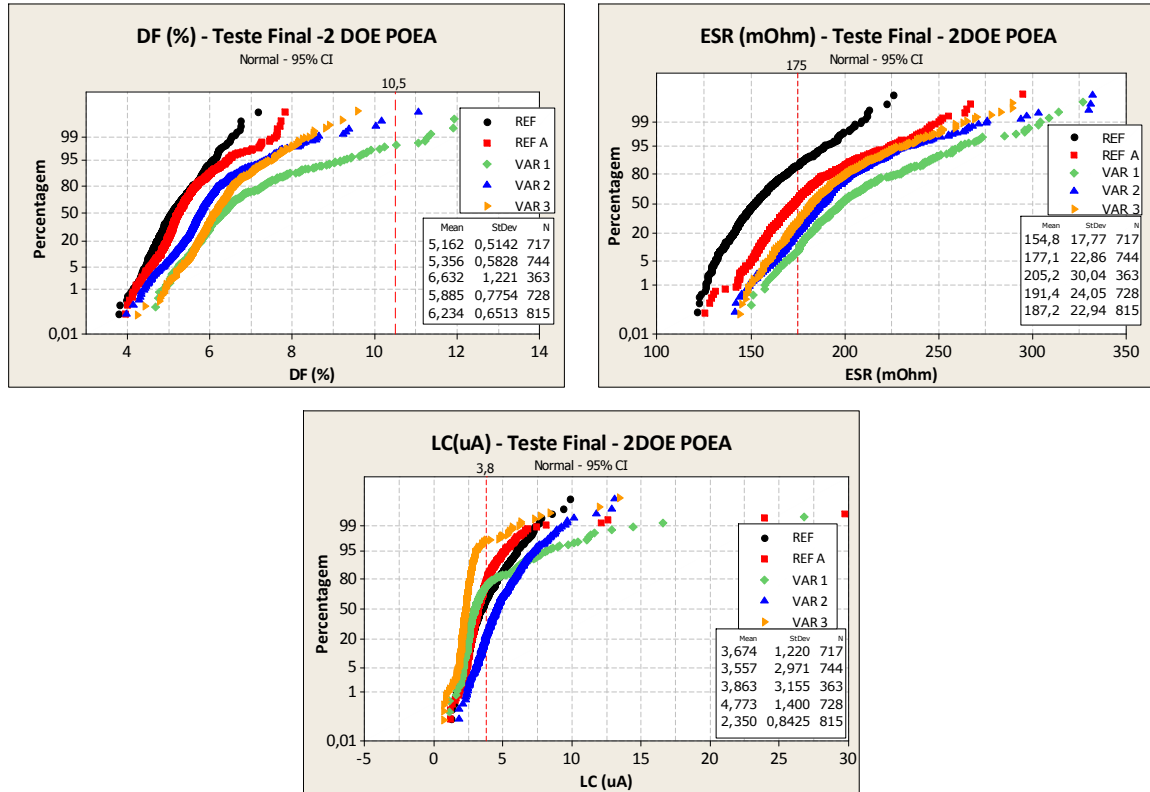 DF (%) - Teste Final -2 DOE POEA
Normal - 95% CI
10,5
Percentagem
99
95
80
50
20
5
1
0,01
REF
REF A
VAR 1
VAR 2
VAR 3
Mean StDev N
5,162 0,5142 717
5,356 0,5828 744
6,632 1,221 363
5,885 0,7754 728
6,234 0,6513 815
4 6 8 10 12 14
DF (%)
ESR (mOhm) - Teste Final - 2DOE POEA
Normal - 95% CI
175
Percentagem
99
95
80
50
20
5
1
0,01
REF
REF A
VAR 1
VAR 2
VAR 3
Mean StDev N
154,8 17,77 717
177,1 22,86 744
205,2 30,04 363
191,4 24,05 728
187,2 22,94 815
100 150 200 250 300 350
ESR (mOhm)
LC(uA) - Teste Final - 2DOE POEA
Normal - 95% CI
3,8
Percentagem
99
95
80
50
20
5
1
0,01
REF
REF A
VAR 1
VAR 2
VAR 3
Mean StDev N
3,674 1,220 717
3,557 2,971 744
3,863 3,155 363
4,773 1,400 728
2,350 0,8425 815
-5 0 5 10 15 20 25 30
LC (uA)